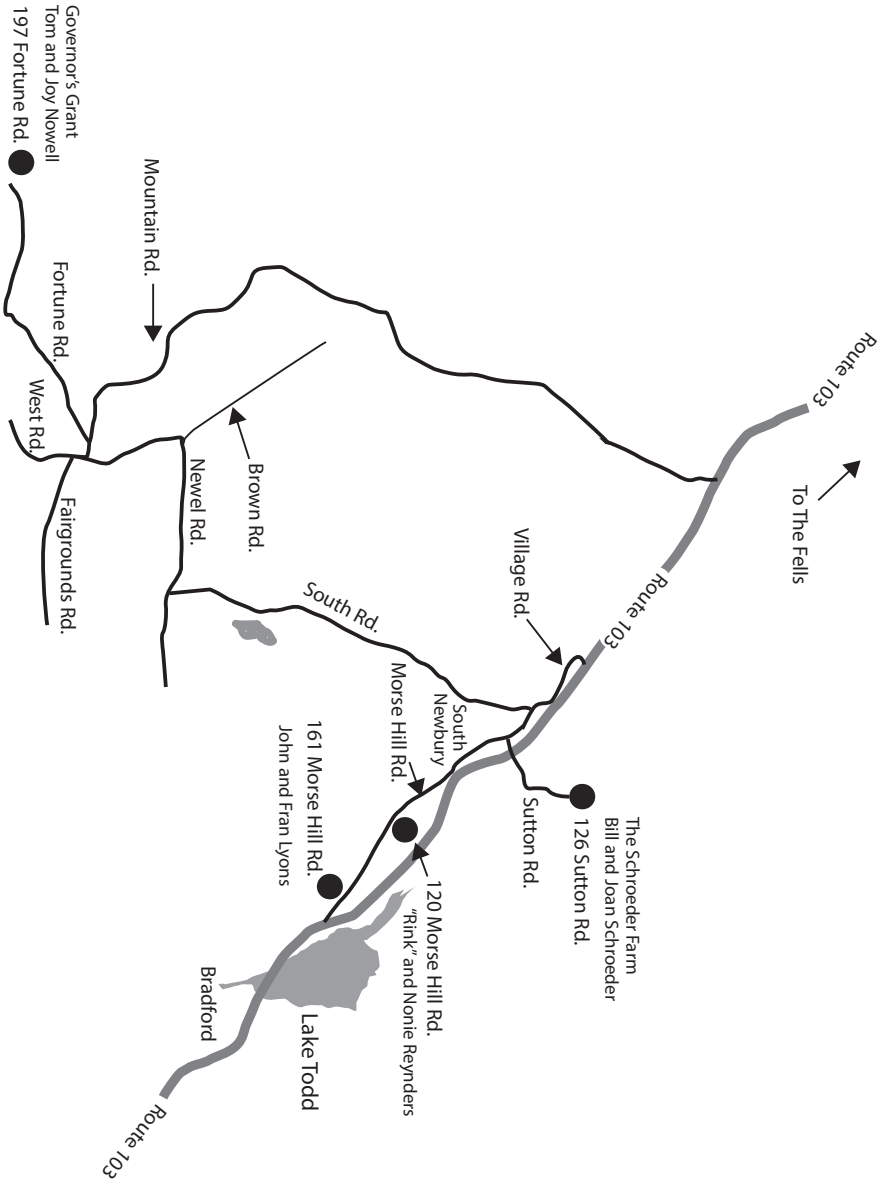 Route 103
To The Fells
Route 103
The Schroeder Farm
Bill and Joan Schroeder
126 Sutton Rd.
Village Rd.
Sutton Rd.
South
Newbury
120 Morse Hill Rd.
"Rink" and Nonie Reynders
Morse Hill Rd.
South Rd.
161 Morse Hill Rd.
John and Fran Lyons
Lake Todd
Bradford
Route 103
Brown Rd.
Newel Rd.
Mountain Rd.
Governor's Grant
Tom and Joy Nowell
197 Fortune Rd.
Fortune Rd.
West Rd.
Fairgrounds Rd.